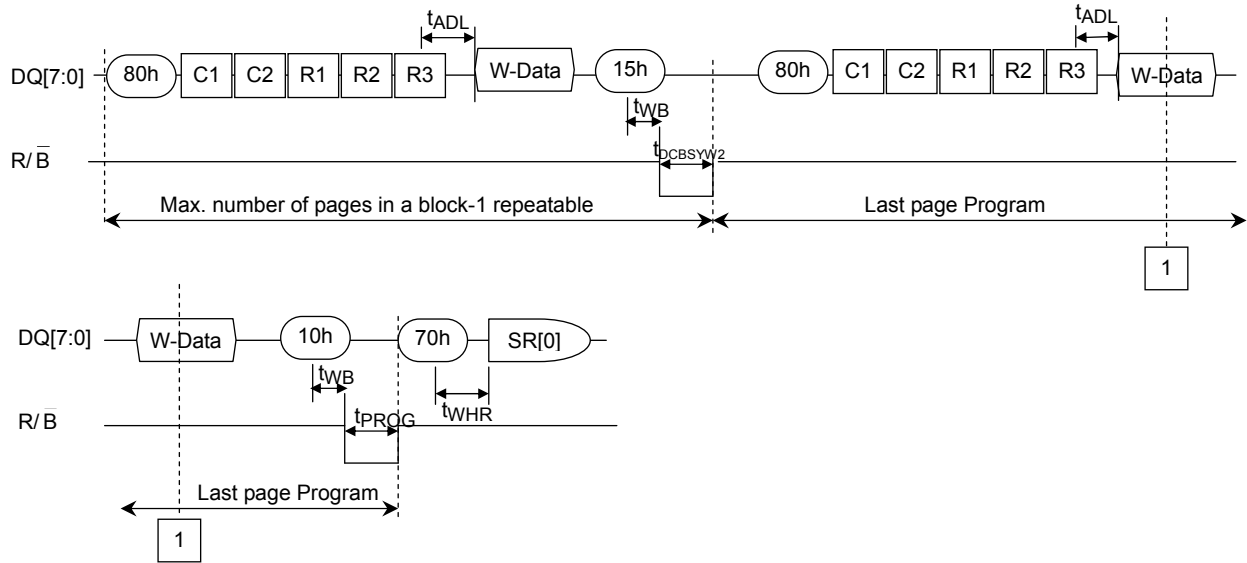 tADL tADL
DQ[7:0] 80h C1 C2 R1 R2 R3 W-Data 15h 80h C1 C2 R1 R2 R3 W-Data
tWB
R/B̅ tDCBSYW2
Max. number of pages in a block-1 repeatable Last page Program
1
DQ[7:0] W-Data 10h 70h SR[0]
tWB
R/B̅ tPROG tWHR
Last page Program
1